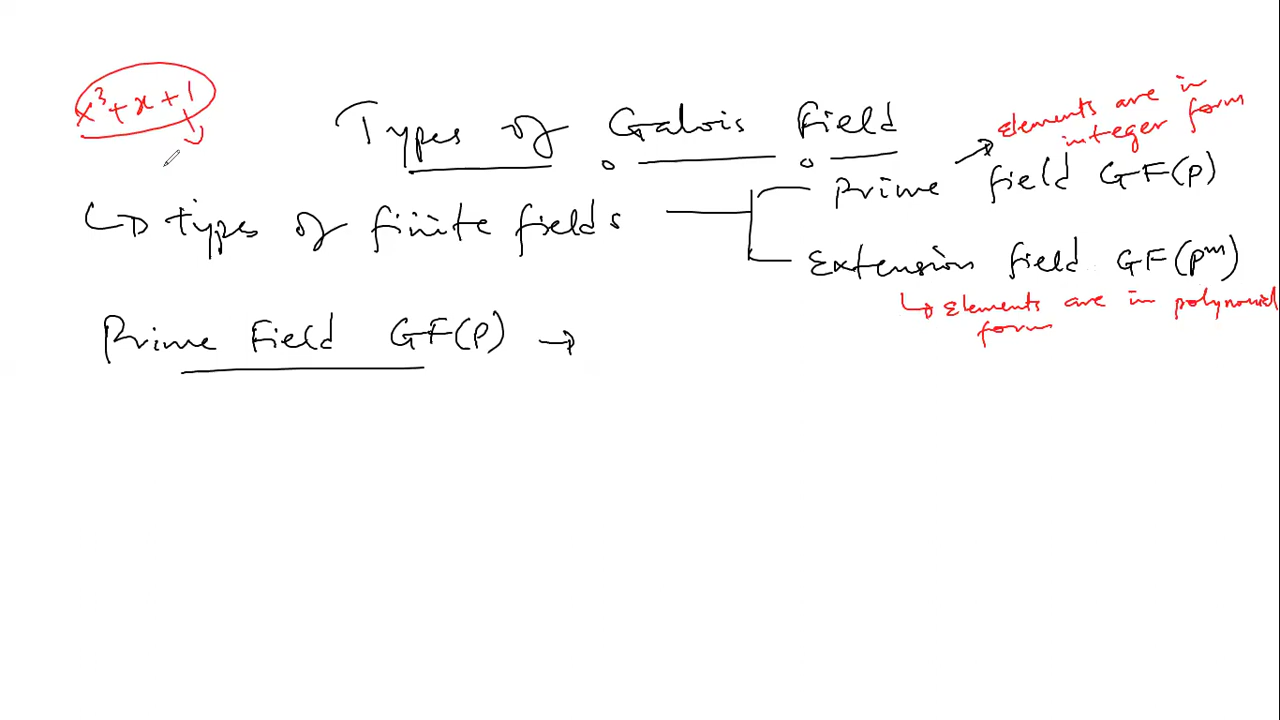 x³+x+1
Types of Galois Field
Elements are in
integer form
Prime field GF(p)
↳ types of finite fields
Extension field GF(pᵐ)
↳ Elements are in polynomial
form
Prime Field GF(p) →